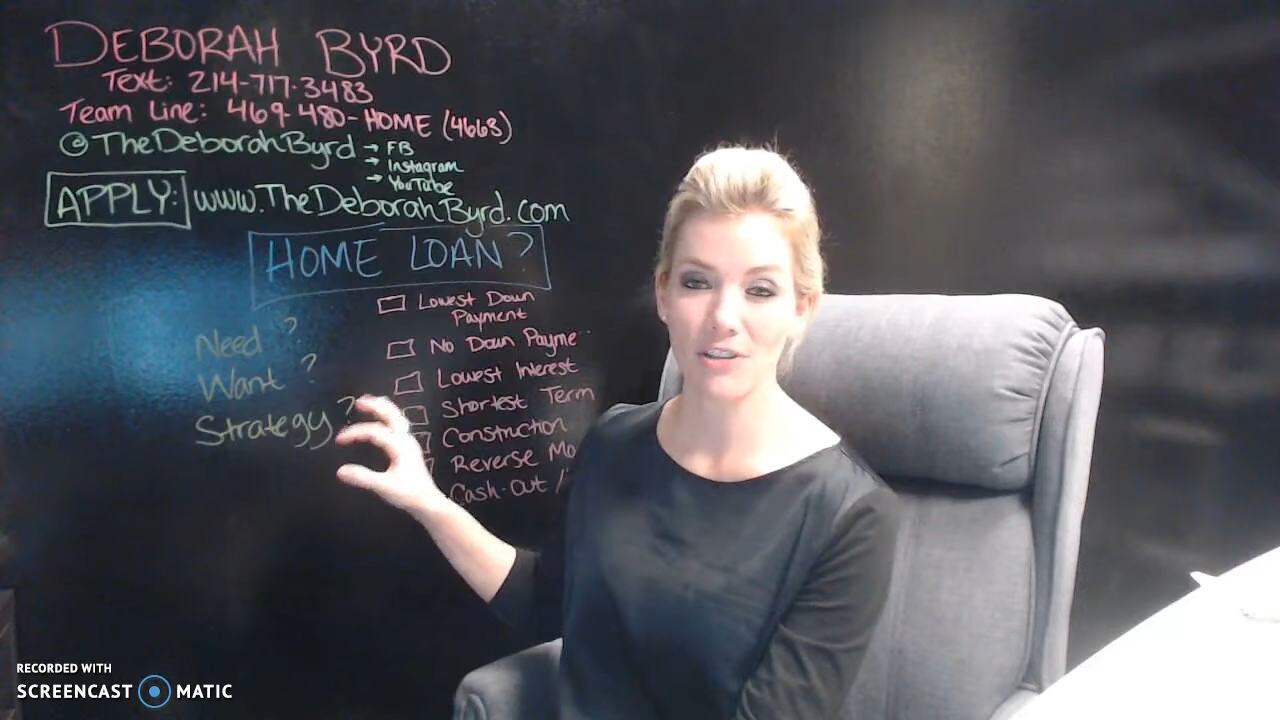 DEBORAH BYRD
Text: 214-717-3483
Team Line: 469-480-HOME (4663)
@TheDeborahByrd → FB
→ Instagram
→ YouTube
APPLY: www.TheDeborahByrd.com
HOME LOAN?
Lowest Down
Payment
No Down Payme
Lowest Interest
Shortest Term
Construction
Reverse Mo
Cash-Out /
Need?
Want?
Strategy?
RECORDED WITH
SCREENCAST MATIC